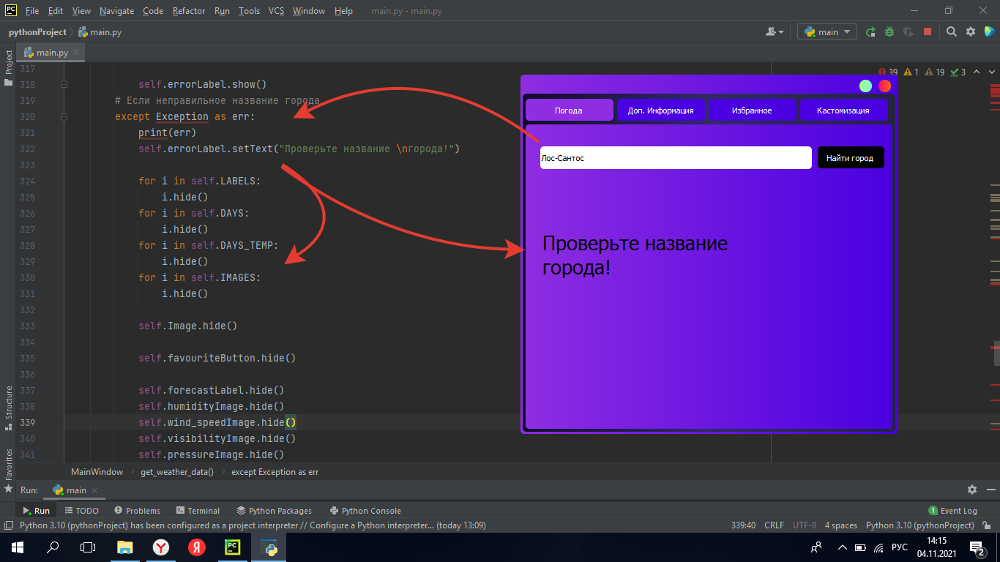 File Edit View Navigate Code Refactor Run Tools VCS Window Help main.py - main.py
pythonProject main.py main
main.py
Project
39 1 19 3
317
318 self.errorLabel.show()
319 # Если неправильное название города
320 except Exception as err:
321 print(err)
322 self.errorLabel.setText("Проверьте название \nгорода!")
323
324 for i in self.LABELS:
325 i.hide()
326 for i in self.DAYS:
327 i.hide()
328 for i in self.DAYS_TEMP:
329 i.hide()
330 for i in self.IMAGES:
331 i.hide()
332
333 self.Image.hide()
334
335 self.favouriteButton.hide()
336
337 self.forecastLabel.hide()
338 self.humidityImage.hide()
339 self.wind_speedImage.hide()
340 self.visibilityImage.hide()
341 self.pressureImage.hide()
Погода Доп. Информация Избранное Кастомизация
Лос-Сантос Найти город
Проверьте название
города!
Structure
Favorites
MainWindow get_weather_data() except Exception as err
Run: main
Run TODO Problems Terminal Python Packages Python Console 1 Event Log
Python 3.10 (pythonProject) has been configured as a project interpreter // Configure a Python interpreter... (today 13:09) 339:40 CRLF UTF-8 4 spaces Python 3.10 (pythonProject)
РУС 14:15
04.11.2021 2